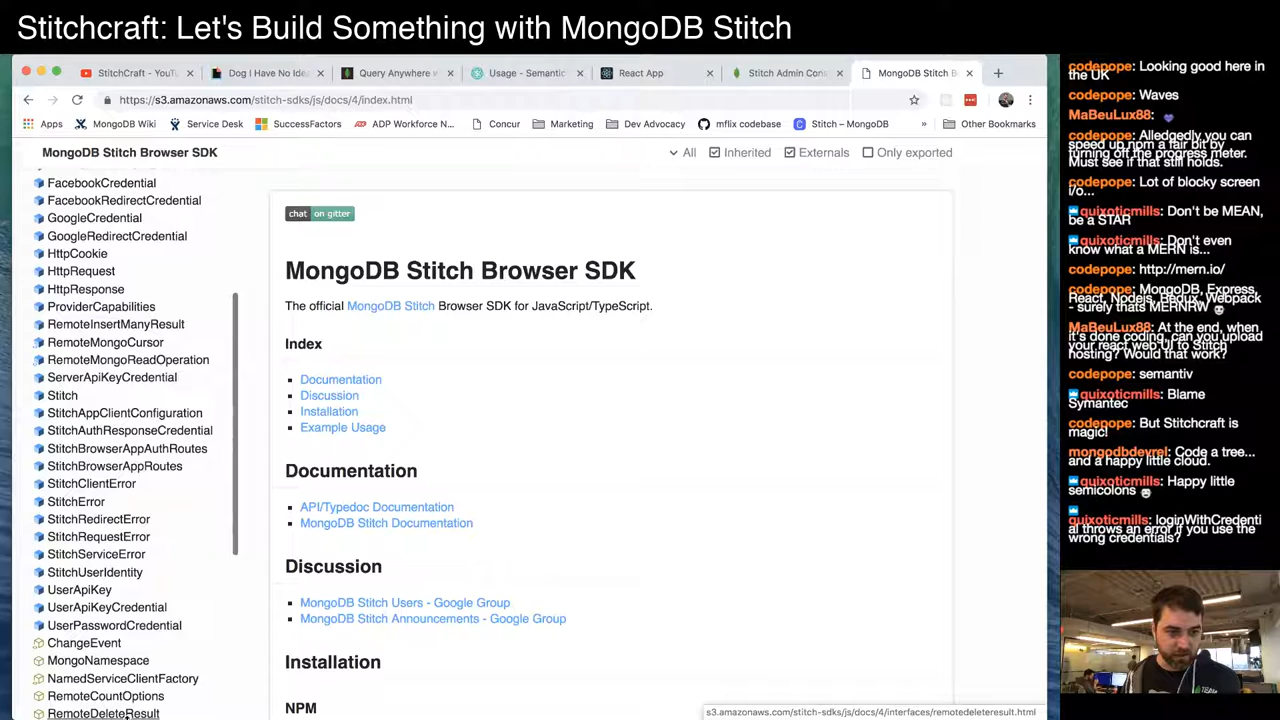 Stitchcraft: Let's Build Something with MongoDB Stitch
StitchCraft - YouTu
Dog I Have No Idea
Query Anywhere w
Usage - Semantic
React App
Stitch Admin Cons
MongoDB Stitch B
https://s3.amazonaws.com/stitch-sdks/js/docs/4/index.html
Apps
MongoDB Wiki
Service Desk
SuccessFactors
ADP Workforce N...
Concur
Marketing
Dev Advocacy
mflix codebase
Stitch – MongoDB
»
Other Bookmarks
MongoDB Stitch Browser SDK
All
Inherited
Externals
Only exported
FacebookCredential
FacebookRedirectCredential
GoogleCredential
GoogleRedirectCredential
HttpCookie
HttpRequest
HttpResponse
ProviderCapabilities
RemoteInsertManyResult
RemoteMongoCursor
RemoteMongoReadOperation
ServerApiKeyCredential
Stitch
StitchAppClientConfiguration
StitchAuthResponseCredential
StitchBrowserAppAuthRoutes
StitchBrowserAppRoutes
StitchClientError
StitchError
StitchRedirectError
StitchRequestError
StitchServiceError
StitchUserIdentity
UserApiKey
UserApiKeyCredential
UserPasswordCredential
ChangeEvent
MongoNamespace
NamedServiceClientFactory
RemoteCountOptions
RemoteDeleteResult
chat on gitter
MongoDB Stitch Browser SDK
The official MongoDB Stitch Browser SDK for JavaScript/TypeScript.
Index
Documentation
Discussion
Installation
Example Usage
Documentation
API/Typedoc Documentation
MongoDB Stitch Documentation
Discussion
MongoDB Stitch Users - Google Group
MongoDB Stitch Announcements - Google Group
Installation
NPM
s3.amazonaws.com/stitch-sdks/js/docs/4/interfaces/remotedeleteresult.html
codepope: Looking good here in
the UK
codepope: Waves
MaBeuLux88:
codepope: Alledgedly you can
speed up npm a fair bit by
turning off the progress meter.
Must see if that still holds.
codepope: Lot of blocky screen
i/o...
quixoticmills: Don't be MEAN,
be a STAR
quixoticmills: Don't even
know what a MERN is...
codepope: http://mern.io/
codepope: MongoDB, Express,
React, Nodejs, Redux, Webpack
- surely thats MERNRW
MaBeuLux88: At the end, when
it's done coding, can you upload
your react web UI to Stitch
hosting? Would that work?
codepope: semantiv
quixoticmills: Blame
Symantec
codepope: But Stitchcraft is
magic!
mongodbdevrel: Code a tree...
and a happy little cloud.
quixoticmills: Happy little
semicolons
quixoticmills: loginWithCredenti
al throws an error if you use the
wrong credentials?